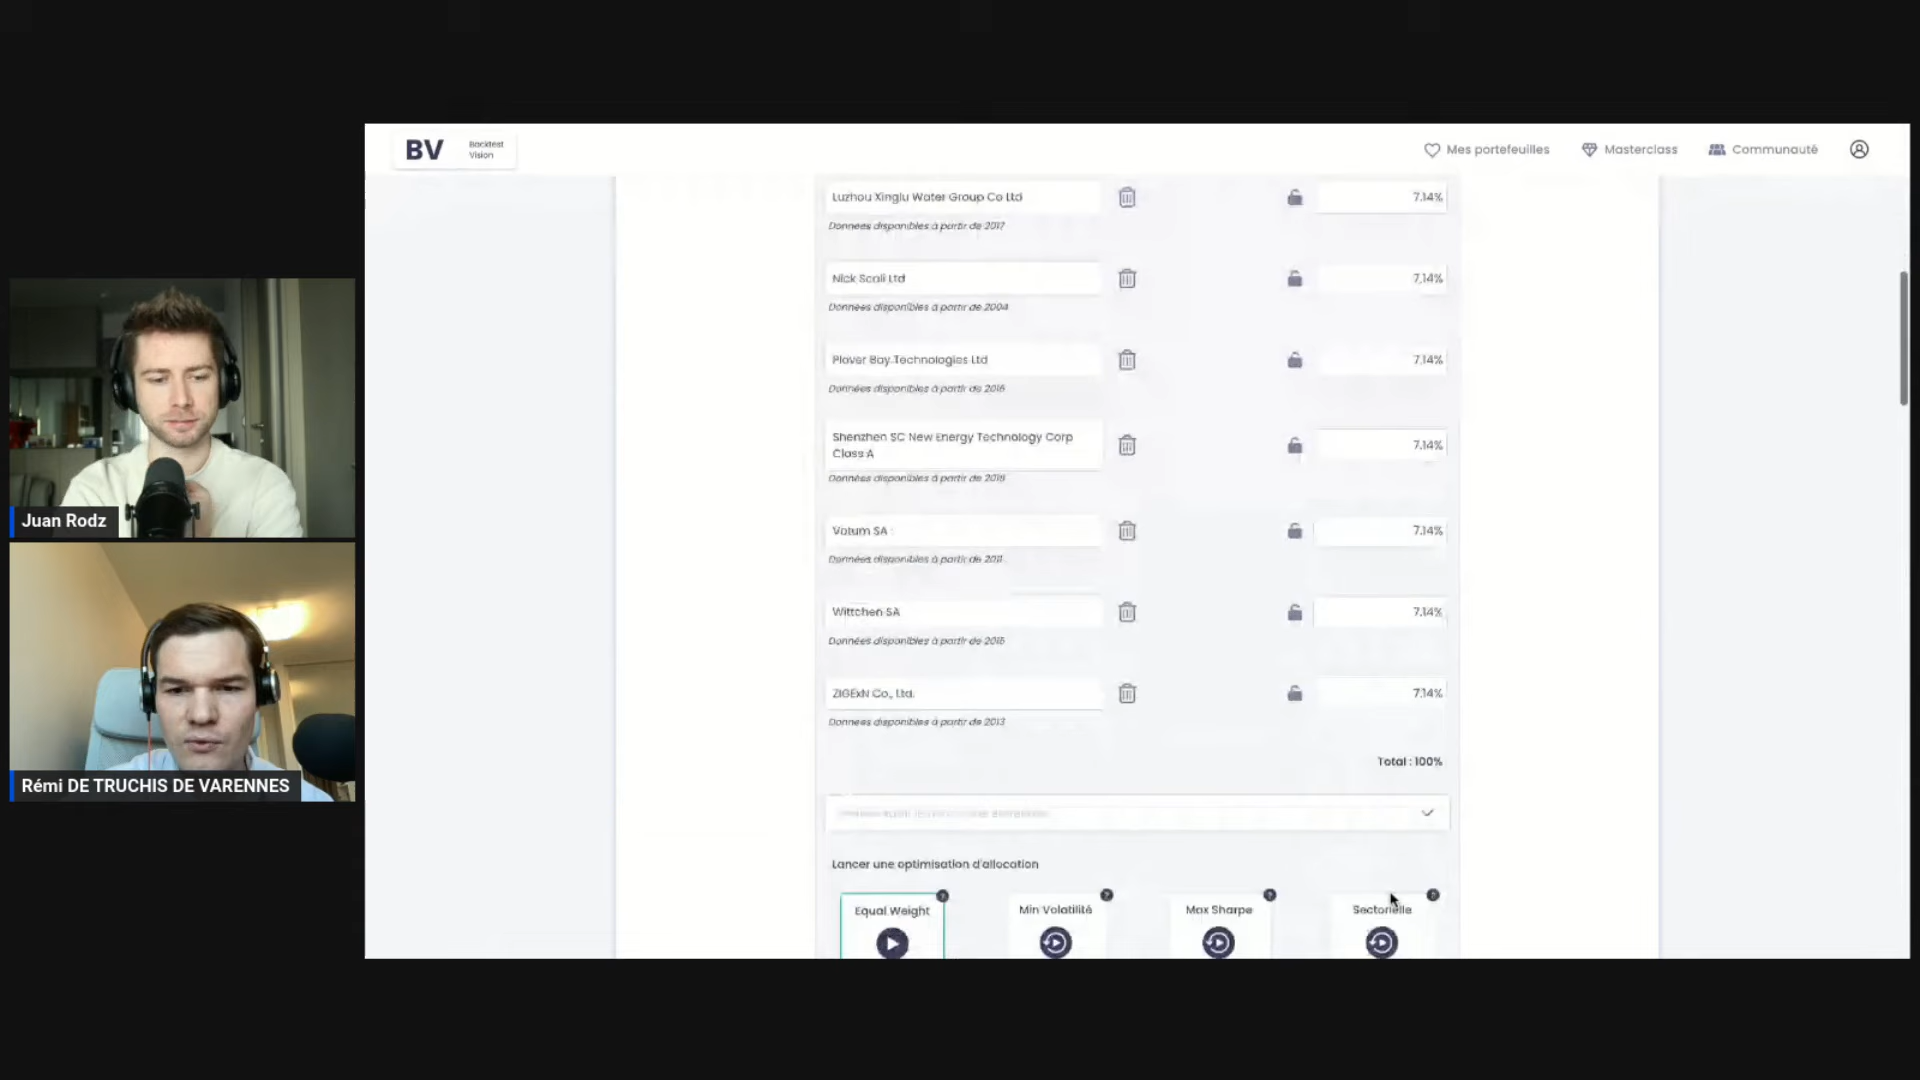 BV
Backtest
Vision
Mes portefeuilles
Masterclass
Communauté
Luzhou Xinglu Water Group Co Ltd
7.14%
Données disponibles à partir de 2017
Nick Scali Ltd
7.14%
Données disponibles à partir de 2004
Plover Bay Technologies Ltd
7.14%
Données disponibles à partir de 2016
Shenzhen SC New Energy Technology Corp
Class A
7.14%
Données disponibles à partir de 2018
Votum SA
7.14%
Données disponibles à partir de 2011
Wittchen SA
7.14%
Données disponibles à partir de 2015
ZIGExN Co., Ltd.
7.14%
Données disponibles à partir de 2013
Total : 100%
Lancer une optimisation d'allocation
Equal Weight
?
Min Volatilité
?
Max Sharpe
?
Sectorielle
?
Juan Rodz
Rémi DE TRUCHIS DE VARENNES